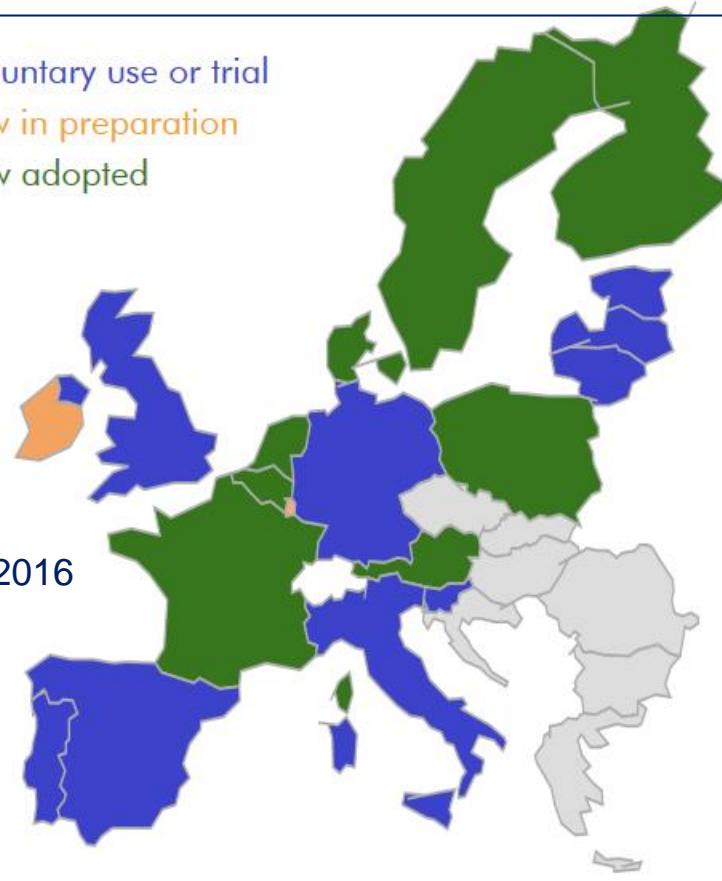 untary use or trial
w in preparation
w adopted
2016